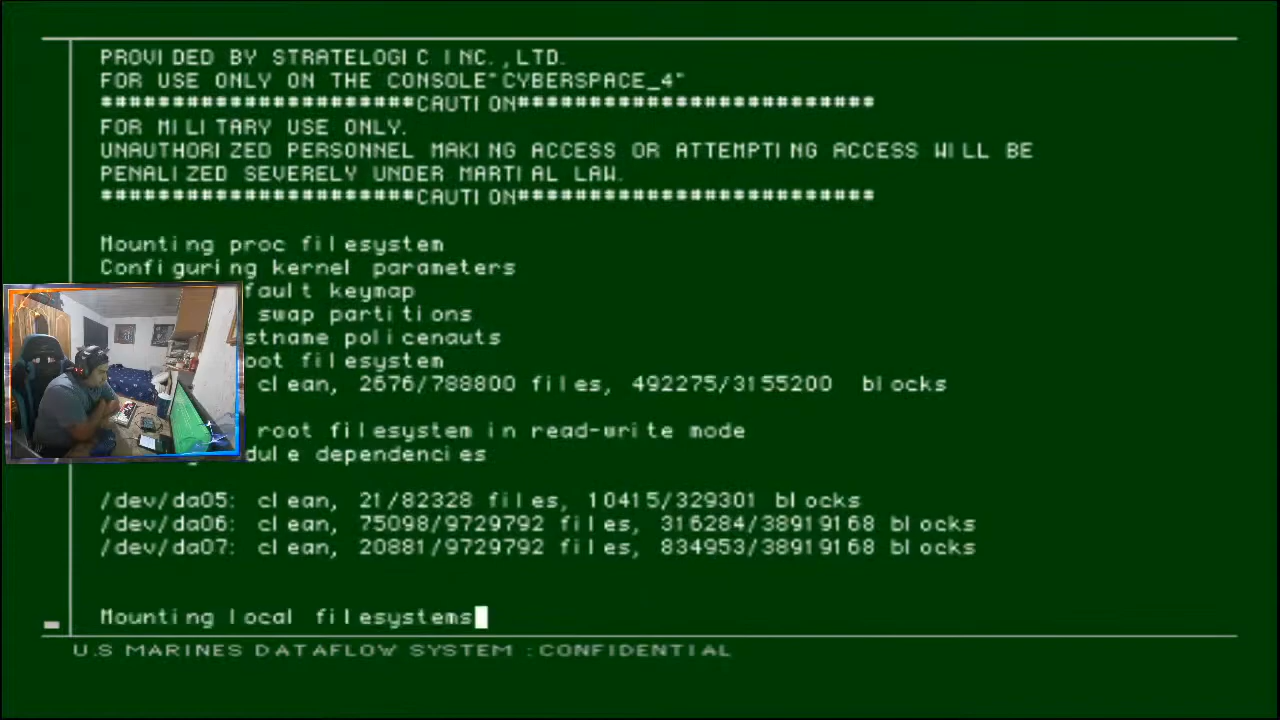 PROVIDED BY STRATELOGIC INC.,LTD.
FOR USE ONLY ON THE CONSOLE"CYBERSPACE_4"
**********************CAUTION*************************
FOR MILITARY USE ONLY.
UNAUTHORIZED PERSONNEL MAKING ACCESS OR ATTEMPTING ACCESS WILL BE
PENALIZED SEVERELY UNDER MARTIAL LAW.
**********************CAUTION*************************
Mounting proc filesystem
Configuring kernel parameters
fault keymap
swap partitions
stname policenauts
oot filesystem
clean, 2676/788800 files, 492275/3155200 blocks
root filesystem in read-write mode
dule dependencies
/dev/da05: clean, 21/82328 files, 10415/329301 blocks
/dev/da06: clean, 75098/9729792 files, 316284/38919168 blocks
/dev/da07: clean, 20881/9729792 files, 834953/38919168 blocks
Mounting local filesystems
U.S MARINES DATAFLOW SYSTEM :CONFIDENTIAL